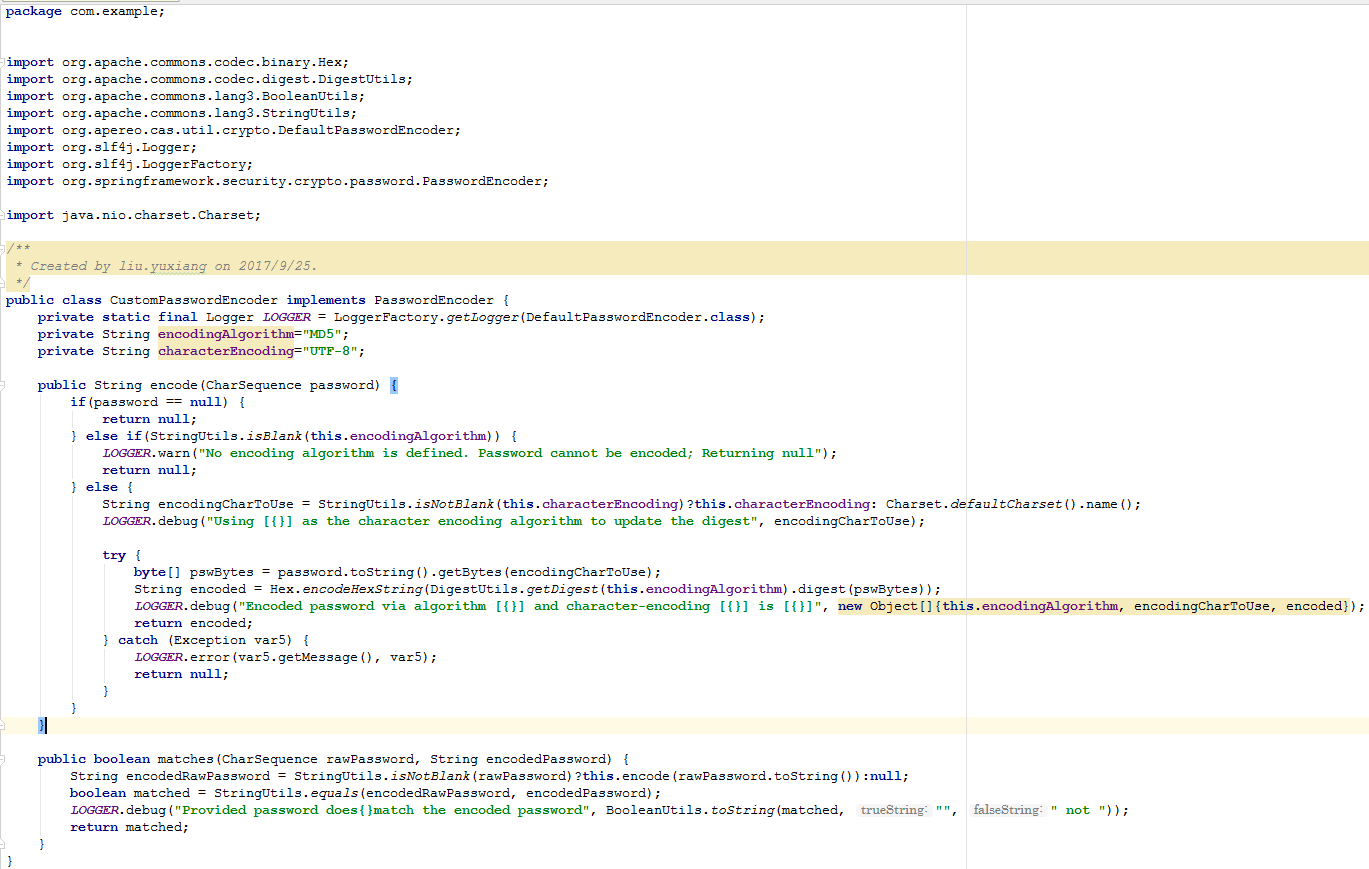 package com.example;
import org.apache.commons.codec.binary.Hex;
import org.apache.commons.codec.digest.DigestUtils;
import org.apache.commons.lang3.BooleanUtils;
import org.apache.commons.lang3.StringUtils;
import org.apereo.cas.util.crypto.DefaultPasswordEncoder;
import org.slf4j.Logger;
import org.slf4j.LoggerFactory;
import org.springframework.security.crypto.password.PasswordEncoder;
import java.nio.charset.Charset;
/**
 * Created by liu.yuxiang on 2017/9/25.
 */
public class CustomPasswordEncoder implements PasswordEncoder {
    private static final Logger LOGGER = LoggerFactory.getLogger(DefaultPasswordEncoder.class);
    private String encodingAlgorithm="MD5";
    private String characterEncoding="UTF-8";
    public String encode(CharSequence password) {
        if(password == null) {
            return null;
        } else if(StringUtils.isBlank(this.encodingAlgorithm)) {
            LOGGER.warn("No encoding algorithm is defined. Password cannot be encoded; Returning null");
            return null;
        } else {
            String encodingCharToUse = StringUtils.isNotBlank(this.characterEncoding)?this.characterEncoding: Charset.defaultCharset().name();
            LOGGER.debug("Using [{}] as the character encoding algorithm to update the digest", encodingCharToUse);
            try {
                byte[] pswBytes = password.toString().getBytes(encodingCharToUse);
                String encoded = Hex.encodeHexString(DigestUtils.getDigest(this.encodingAlgorithm).digest(pswBytes));
                LOGGER.debug("Encoded password via algorithm [{}] and character-encoding [{}] is [{}]", new Object[]{this.encodingAlgorithm, encodingCharToUse, encoded});
                return encoded;
            } catch (Exception var5) {
                LOGGER.error(var5.getMessage(), var5);
                return null;
            }
        }
    }
    public boolean matches(CharSequence rawPassword, String encodedPassword) {
        String encodedRawPassword = StringUtils.isNotBlank(rawPassword)?this.encode(rawPassword.toString()):null;
        boolean matched = StringUtils.equals(encodedRawPassword, encodedPassword);
        LOGGER.debug("Provided password does{}match the encoded password", BooleanUtils.toString(matched, trueString: "", falseString: " not "));
        return matched;
    }
}